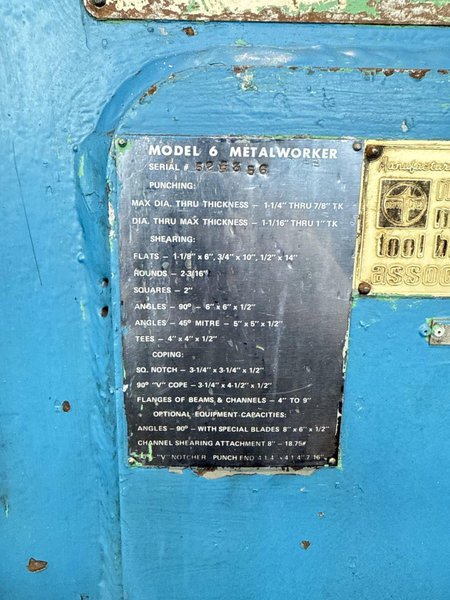 MODEL 6 METALWORKER
SERIAL #
PUNCHING:
MAX DIA. THRU THICKNESS – 1-1/4" THRU 7/8" TK
DIA. THRU MAX THICKNESS – 1-1/16" THRU 1" TK
SHEARING:
FLATS – 1-1/8" x 6", 3/4" x 10", 1/2" x 14"
ROUNDS – 2-3/16"
SQUARES – 2"
ANGLES – 90° – 6" x 6" x 1/2"
ANGLES – 45° MITRE – 5" x 5" x 1/2"
TEES – 4" x 4" x 1/2"
COPING:
SQ. NOTCH – 3-1/4" x 3-1/4" x 1/2"
90° "V" COPE – 3-1/4" x 4-1/2" x 1/2"
FLANGES OF BEAMS & CHANNELS – 4" TO 9"
OPTIONAL EQUIPMENT CAPACITIES:
ANGLES – 90° – WITH SPECIAL BLADES 8" x 6" x 1/2"
CHANNEL SHEARING ATTACHMENT 8" – 18.75#
"V" NOTCHER PUNCH END
Manufactur
tool b
assoc